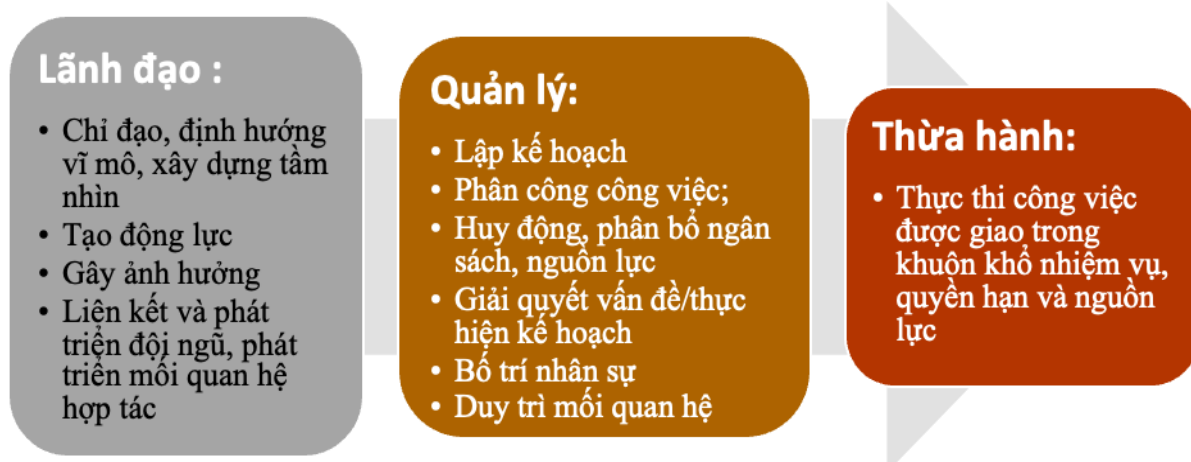 Lãnh đạo :
• Chỉ đạo, định hướng
vĩ mô, xây dựng tầm
nhìn
• Tạo động lực
• Gây ảnh hưởng
• Liên kết và phát
triển đội ngũ, phát
triển mối quan hệ
hợp tác
Quản lý:
• Lập kế hoạch
• Phân công công việc;
• Huy động, phân bổ ngân
sách, nguồn lực
• Giải quyết vấn đề/thực
hiện kế hoạch
• Bố trí nhân sự
• Duy trì mối quan hệ
Thừa hành:
• Thực thi công việc
được giao trong
khuôn khổ nhiệm vụ,
quyền hạn và nguồn
lực